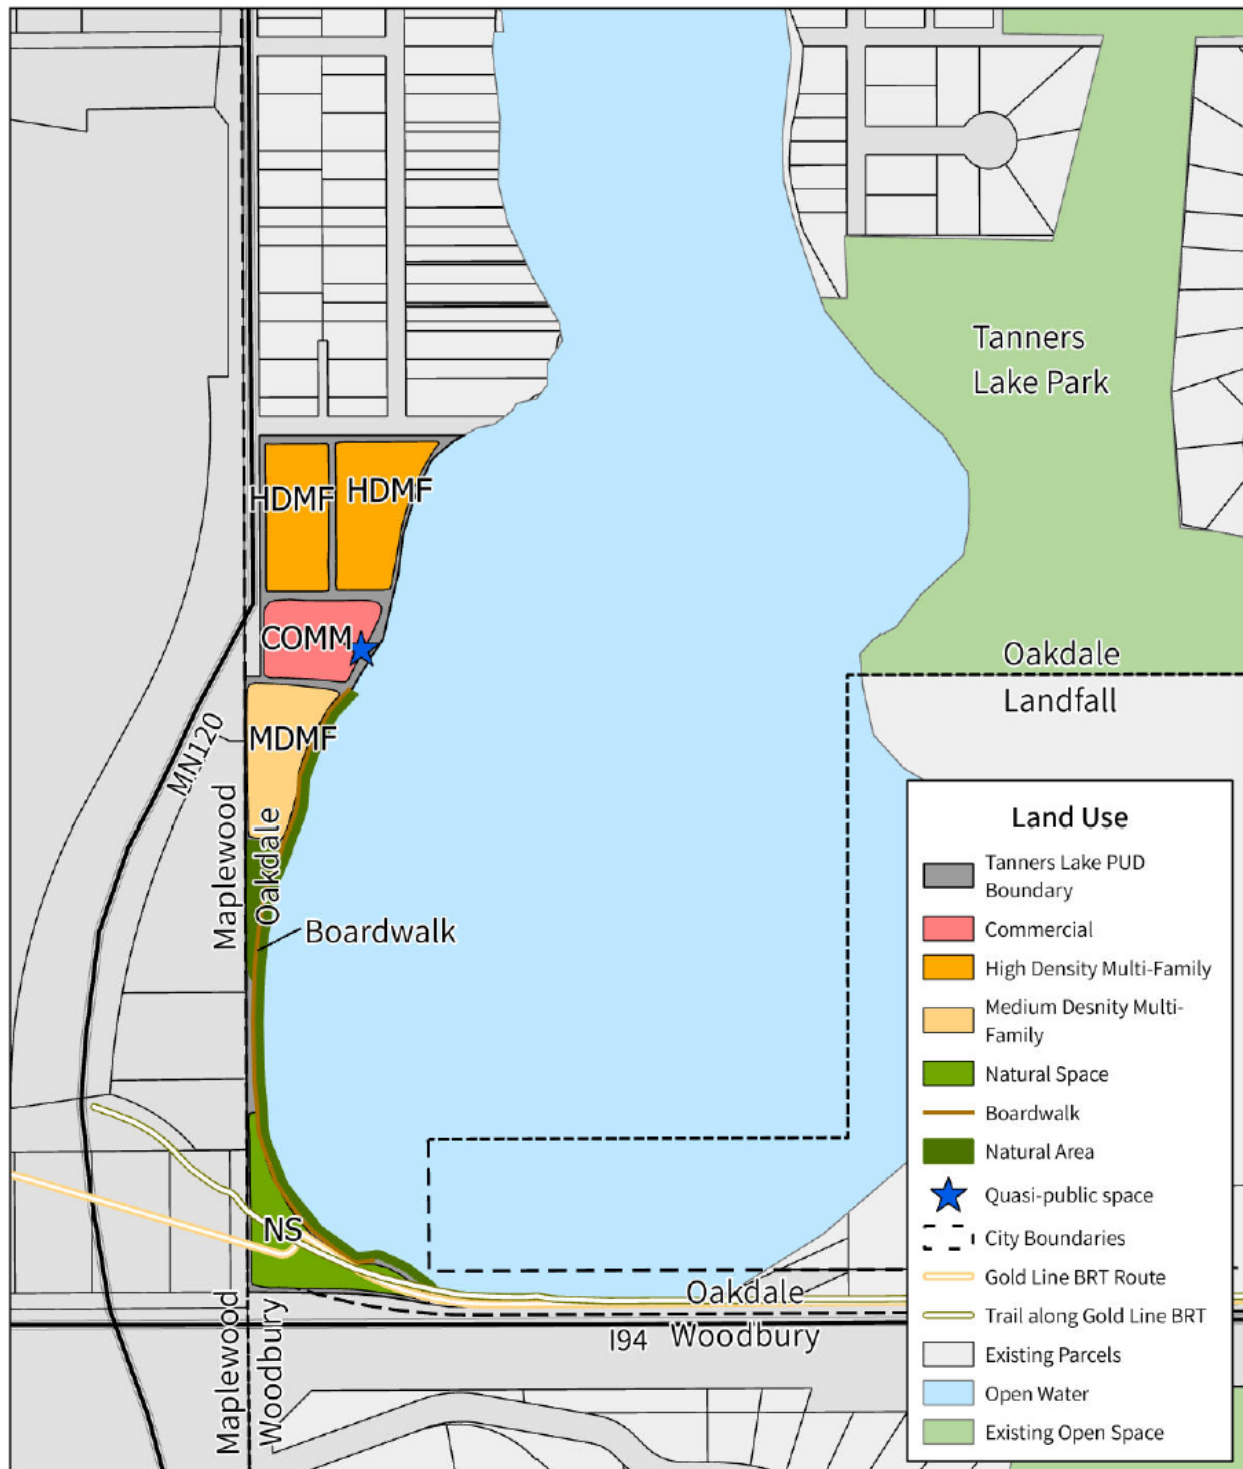 Tanners
Lake Park
HDMF
HDMF
COMM
Oakdale
Landfall
MN120
MDMF
Maplewood
Oakdale
Boardwalk
NS
Oakdale
Maplewood
Woodbury
I94
Woodbury
Land Use
Tanners Lake PUD
Boundary
Commercial
High Density Multi-Family
Medium Desnity Multi-
Family
Natural Space
Boardwalk
Natural Area
Quasi-public space
City Boundaries
Gold Line BRT Route
Trail along Gold Line BRT
Existing Parcels
Open Water
Existing Open Space